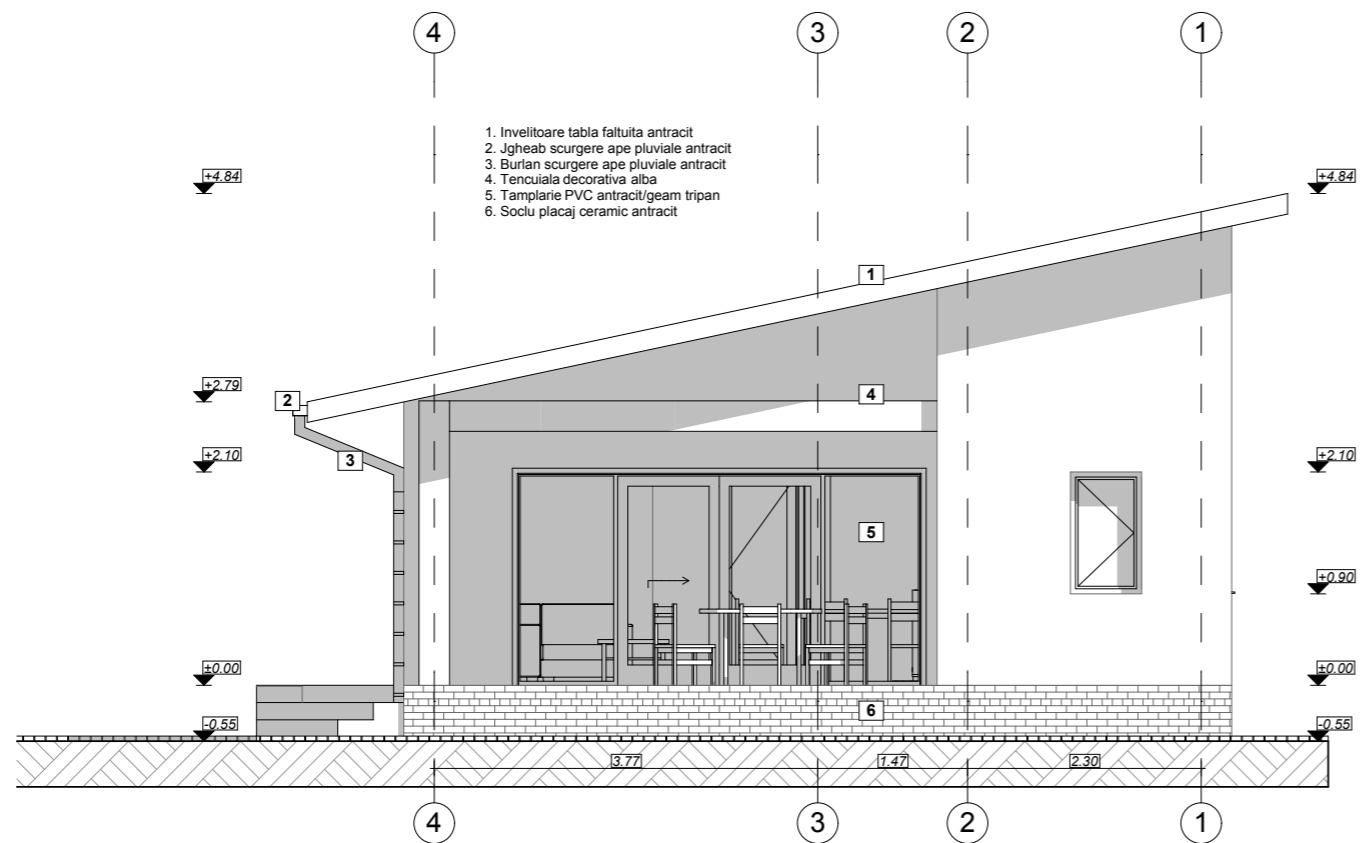 4 3 2 1
1. Invelitoare tabla faltuita antracit
2. Jgheab scurgere ape pluviale antracit
3. Burlan scurgere ape pluviale antracit
4. Tencuiala decorativa alba
5. Tamplarie PVC antracit/geam tripan
6. Soclu placaj ceramic antracit
+4.84 +4.84
1
+2.79
2 4
+2.10 +2.10
3
5
+0.90
±0.00 ±0.00
6
-0.55 -0.55
3.77 1.47 2.30
4 3 2 1